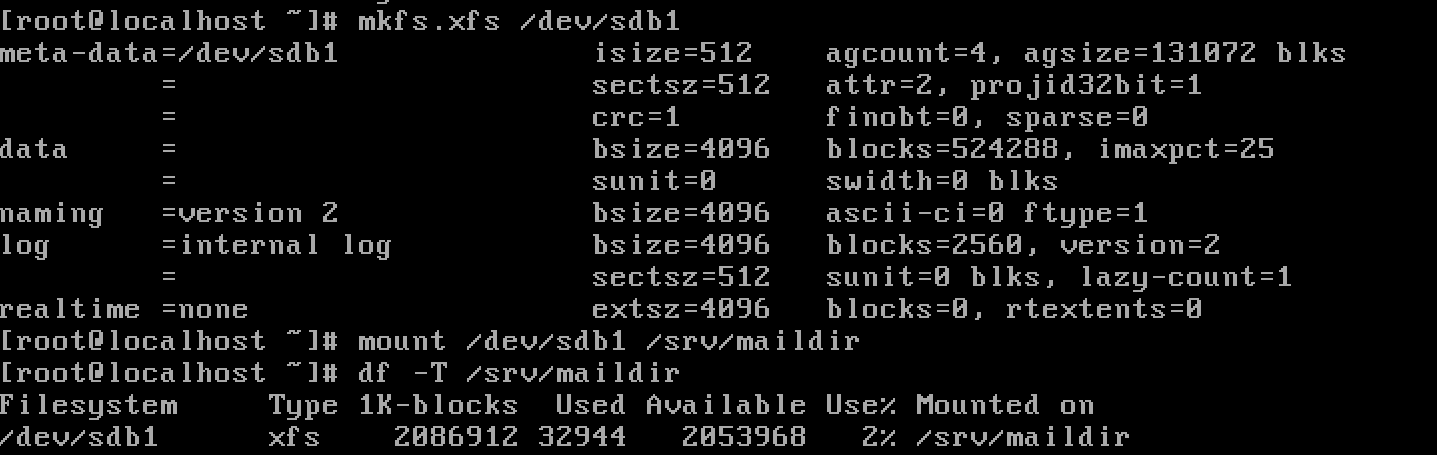 [root@localhost ~]# mkfs.xfs /dev/sdb1
meta-data=/dev/sdb1              isize=512    agcount=4, agsize=131072 blks
         =                       sectsz=512   attr=2, projid32bit=1
         =                       crc=1        finobt=0, sparse=0
data     =                       bsize=4096   blocks=524288, imaxpct=25
         =                       sunit=0      swidth=0 blks
naming   =version 2              bsize=4096   ascii-ci=0 ftype=1
log      =internal log           bsize=4096   blocks=2560, version=2
         =                       sectsz=512   sunit=0 blks, lazy-count=1
realtime =none                   extsz=4096   blocks=0, rtextents=0
[root@localhost ~]# mount /dev/sdb1 /srv/maildir
[root@localhost ~]# df -T /srv/maildir
Filesystem     Type 1K-blocks  Used Available Use% Mounted on
/dev/sdb1      xfs    2086912 32944   2053968   2% /srv/maildir